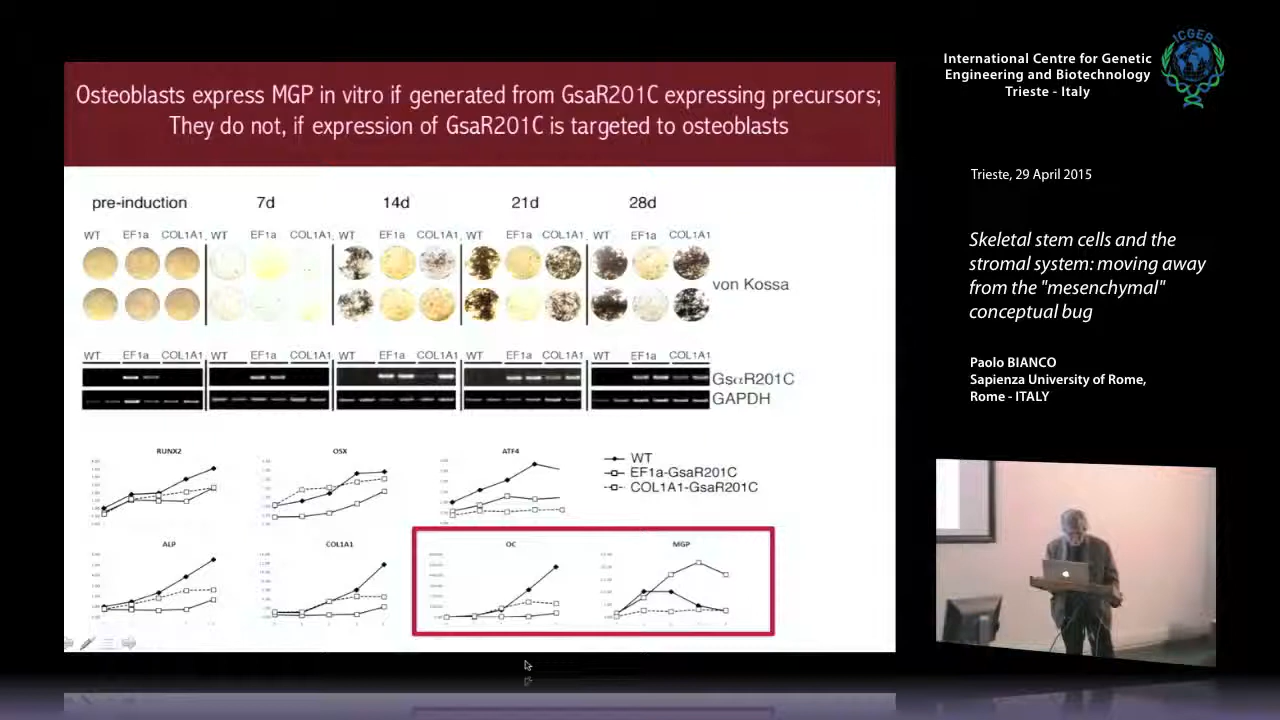 Osteoblasts express MGP in vitro if generated from GsaR201C expressing precursors;
They do not, if expression of GsaR201C is targeted to osteoblasts
pre-induction 7d 14d 21d 28d
WT EF1a COL1A1 WT EF1a COL1A1 WT EF1a COL1A1 WT EF1a COL1A1 WT EF1a COL1A1
von Kossa
WT EF1a COL1A1 WT EF1a COL1A1 WT EF1a COL1A1 WT EF1a COL1A1 WT EF1a COL1A1
GsαR201C
GAPDH
RUNX2 OSX ATF4
WT
EF1a-GsaR201C
COL1A1-GsaR201C
ALP COL1A1 OC MGP
International Centre for Genetic
Engineering and Biotechnology
Trieste - Italy
ICGEB
Trieste, 29 April 2015
Skeletal stem cells and the
stromal system: moving away
from the "mesenchymal"
conceptual bug
Paolo BIANCO
Sapienza University of Rome,
Rome - ITALY